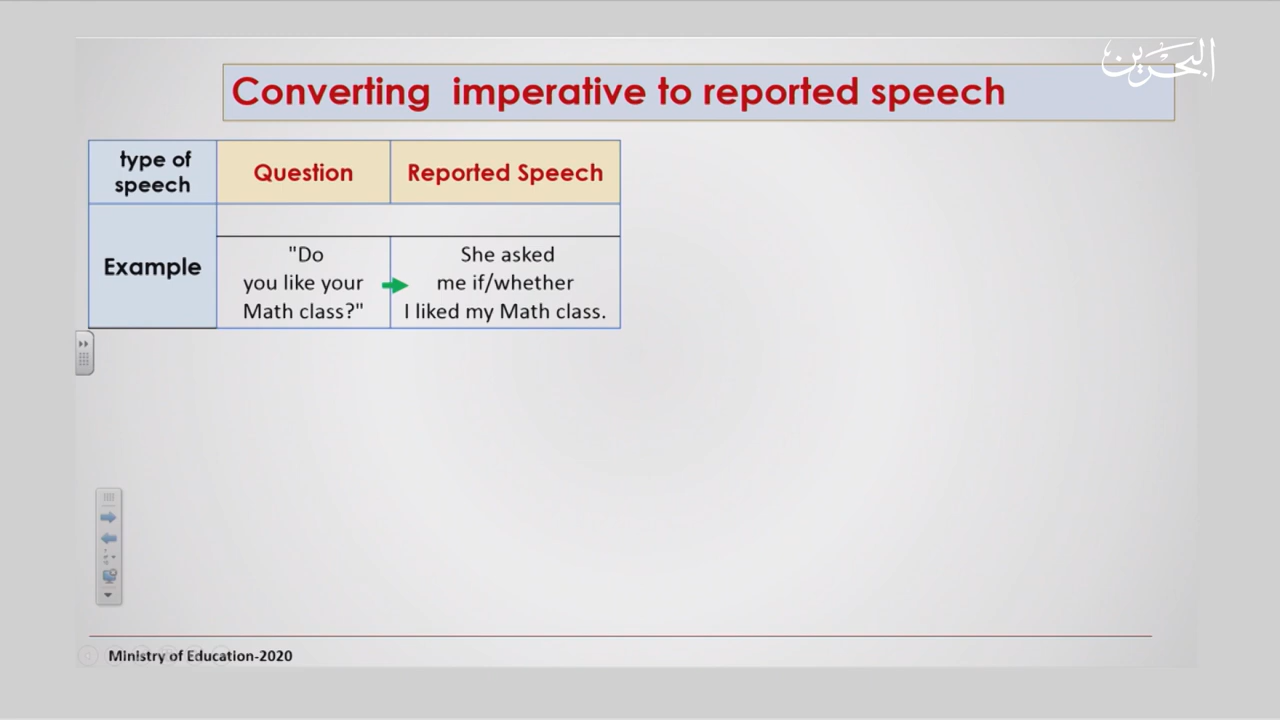 البحرين
Converting imperative to reported speech
type of
speech
Question
Reported Speech
Example
"Do
you like your
Math class?"
She asked
me if/whether
I liked my Math class.
Ministry of Education-2020